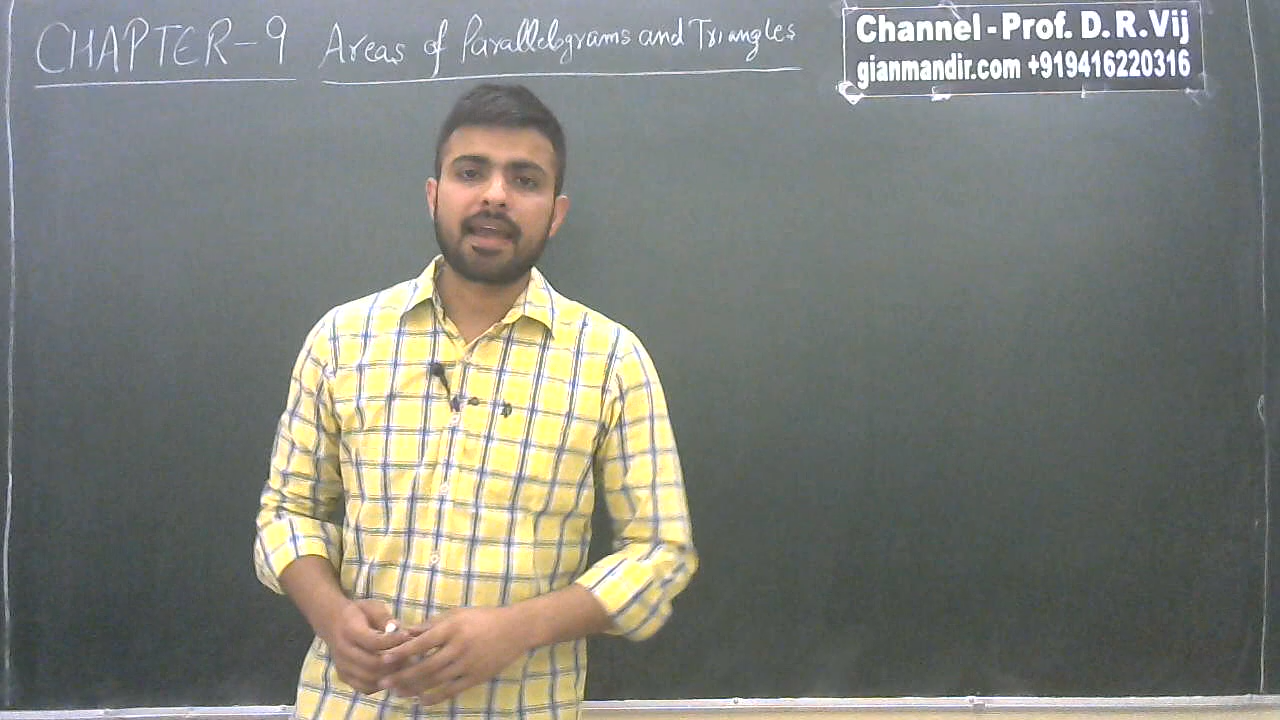 CHAPTER-9 Areas of Parallelograms and Triangles
Channel - Prof. D. R. Vij
gianmandir.com +919416220316